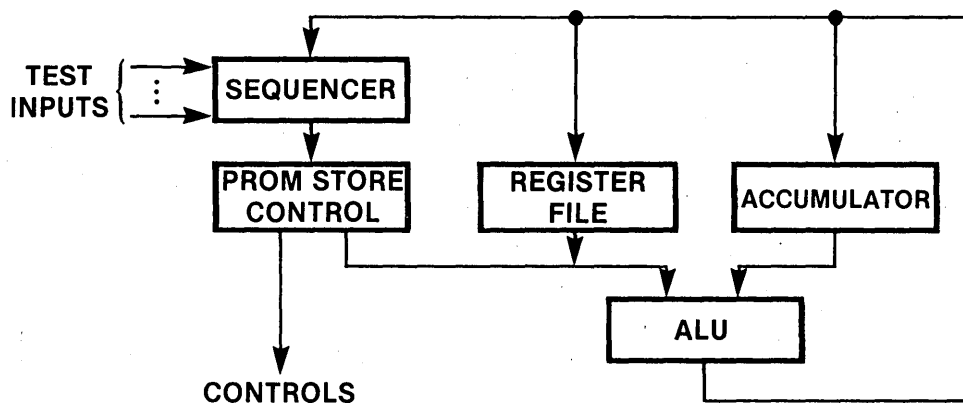 TEST
INPUTS
SEQUENCER
PROM STORE
CONTROL
REGISTER
FILE
ACCUMULATOR
ALU
CONTROLS